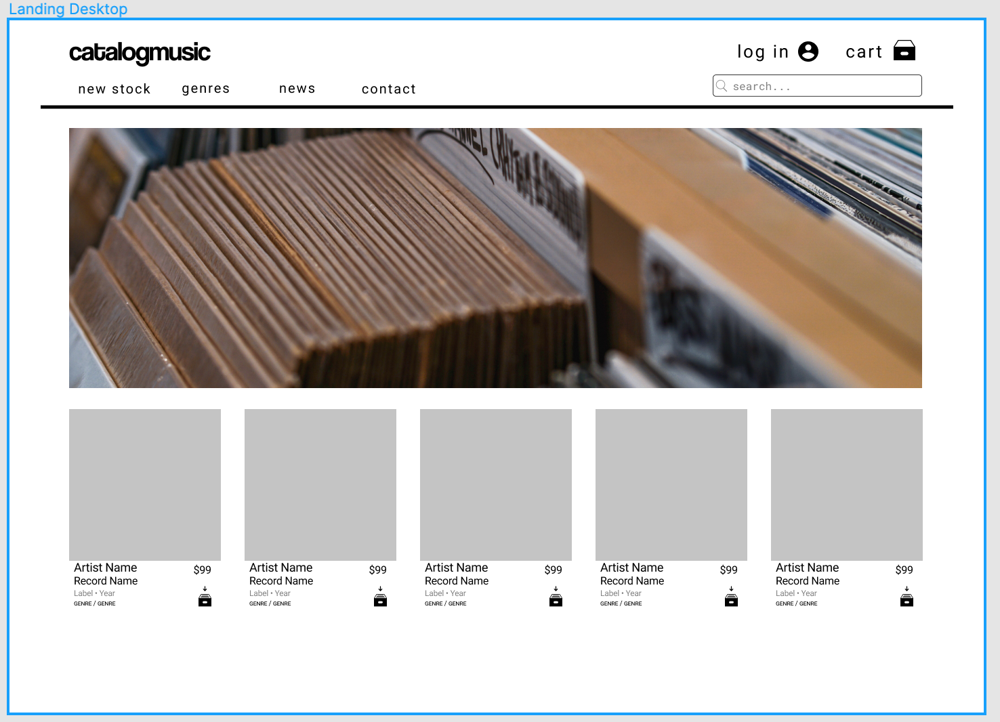 Landing Desktop
catalogmusic
log in
cart
new stock
genres
news
contact
search...
Artist Name
$99
Record Name
Label • Year
GENRE / GENRE
Artist Name
$99
Record Name
Label • Year
GENRE / GENRE
Artist Name
$99
Record Name
Label • Year
GENRE / GENRE
Artist Name
$99
Record Name
Label • Year
GENRE / GENRE
Artist Name
$99
Record Name
Label • Year
GENRE / GENRE